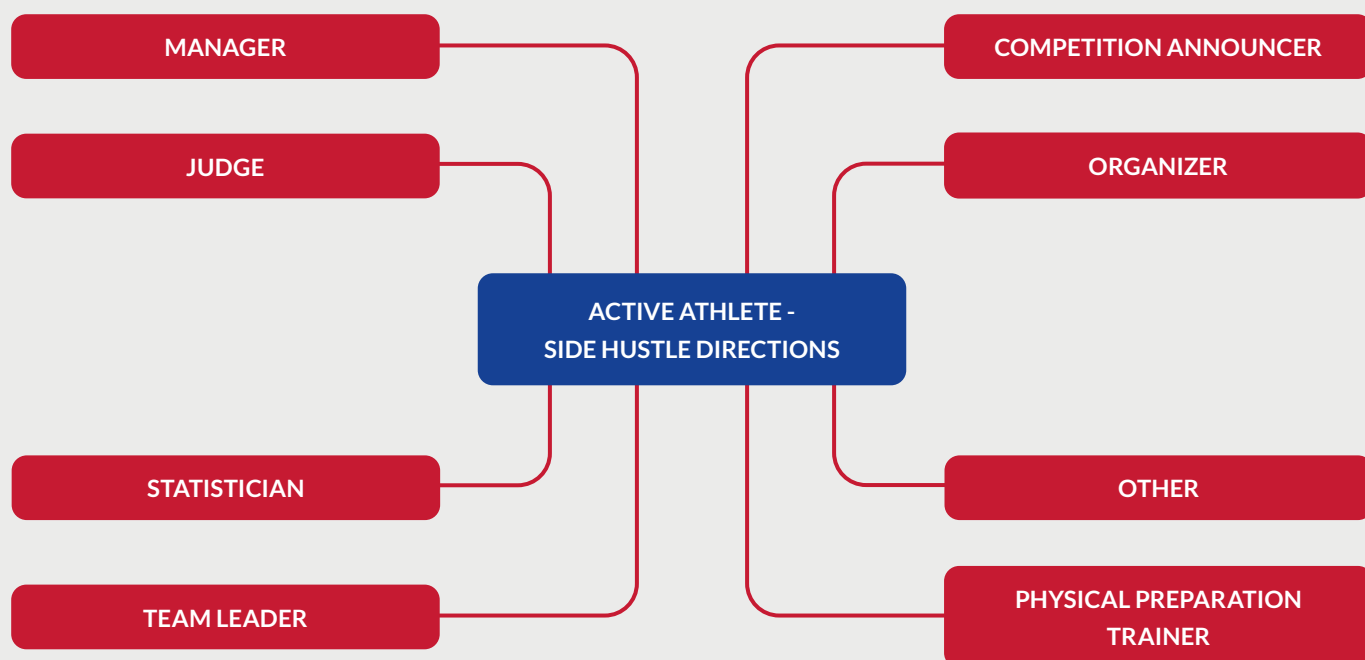 MANAGER
COMPETITION ANNOUNCER
JUDGE
ORGANIZER
ACTIVE ATHLETE -
SIDE HUSTLE DIRECTIONS
STATISTICIAN
OTHER
TEAM LEADER
PHYSICAL PREPARATION
TRAINER